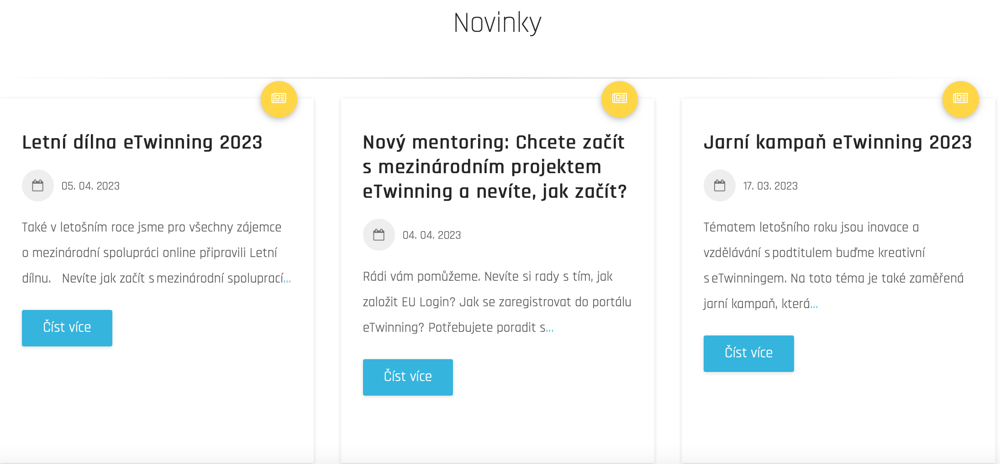 Novinky
Letní dílna eTwinning 2023
05. 04. 2023
Také v letošním roce jsme pro všechny zájemce
o mezinárodní spolupráci online připravili Letní
dílnu.    Nevíte jak začít s mezinárodní spoluprací...
Číst více
Nový mentoring: Chcete začít
s mezinárodním projektem
eTwinning a nevíte, jak začít?
04. 04. 2023
Rádi vám pomůžeme. Nevíte si rady s tím, jak
založit EU Login? Jak se zaregistrovat do portálu
eTwinning? Potřebujete poradit s...
Číst více
Jarní kampaň eTwinning 2023
17. 03. 2023
Tématem letošního roku jsou inovace a
vzdělávání s podtitulem buďme kreativní
s eTwinningem. Na toto téma je také zaměřená
jarní kampaň, která...
Číst více